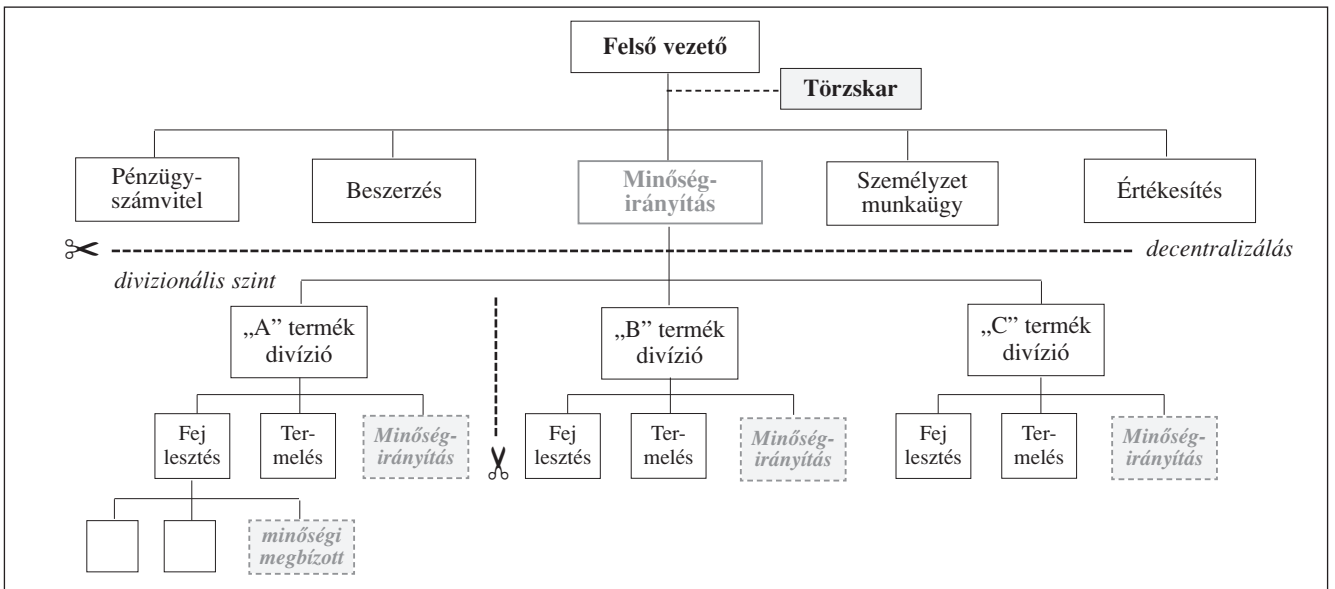 Felső vezető
Törzskar
Pénzügy-
számvitel
Beszerzés
Minőség-
irányítás
Személyzet
munkaügy
Értékesítés
decentralizálás
divizionális szint
„A” termék
divízió
„B” termék
divízió
„C” termék
divízió
Fej
lesztés
Ter-
melés
Minőség-
irányítás
Fej
lesztés
Ter-
melés
Minőség-
irányítás
Fej
lesztés
Ter-
melés
Minőség-
irányítás
minőségi
megbízott